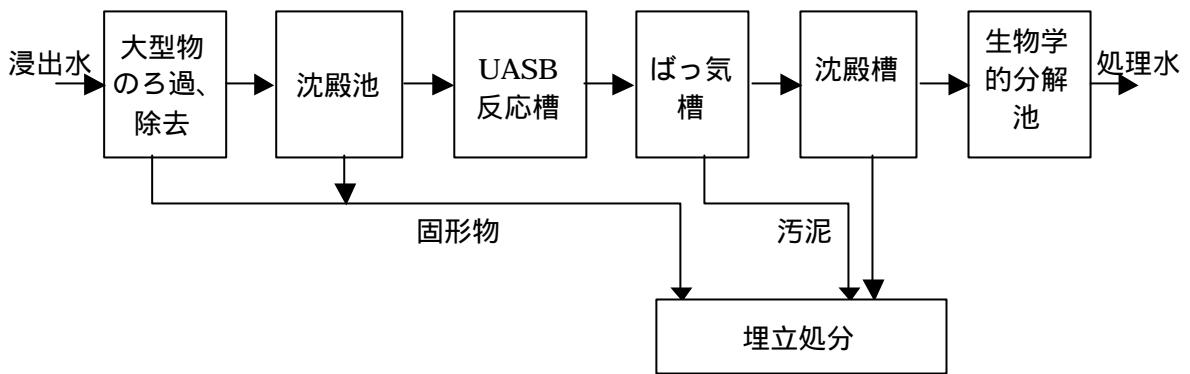 浸出水
大型物
のろ過、
除去
沈殿池
UASB
反応槽
ばっ気
槽
沈殿槽
生物学
的分解
池
処理水
固形物
汚泥
埋立処分